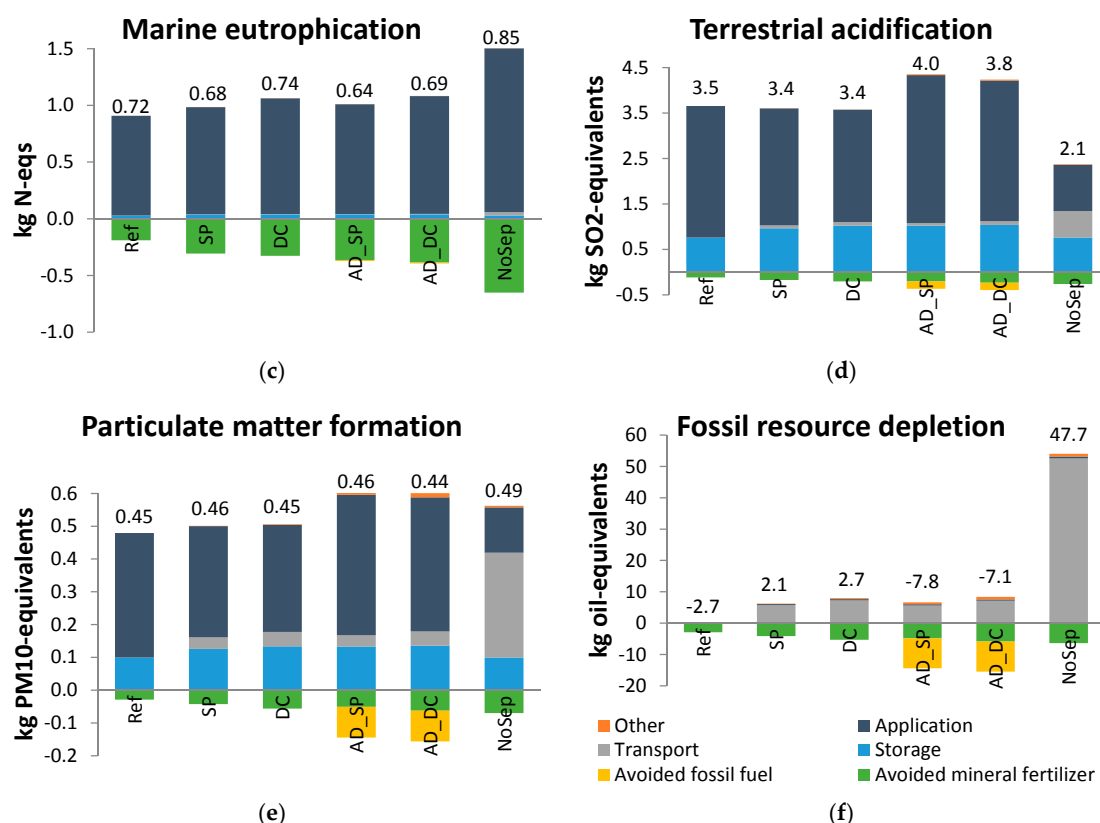 Marine eutrophication
kg N-eqs
1.5
1.0
0.5
0.0
-0.5
-1.0
0.72
0.68
0.74
0.64
0.69
0.85
Ref
SP
DC
AD_SP
AD_DC
NoSep
(c)
Terrestrial acidification
kg SO2-equivalents
4.5
3.5
2.5
1.5
0.5
-0.5
3.5
3.4
3.4
4.0
3.8
2.1
Ref
SP
DC
AD_SP
AD_DC
NoSep
(d)
Particulate matter formation
kg PM10-equivalents
0.6
0.5
0.4
0.3
0.2
0.1
0.0
-0.1
-0.2
0.45
0.46
0.45
0.46
0.44
0.49
Ref
SP
DC
AD_SP
AD_DC
NoSep
(e)
Fossil resource depletion
kg oil-equivalents
60
50
40
30
20
10
0
-10
-20
-2.7
2.1
2.7
-7.8
-7.1
47.7
Ref
SP
DC
AD_SP
AD_DC
NoSep
Other
Application
Transport
Storage
Avoided fossil fuel
Avoided mineral fertilizer
(f)